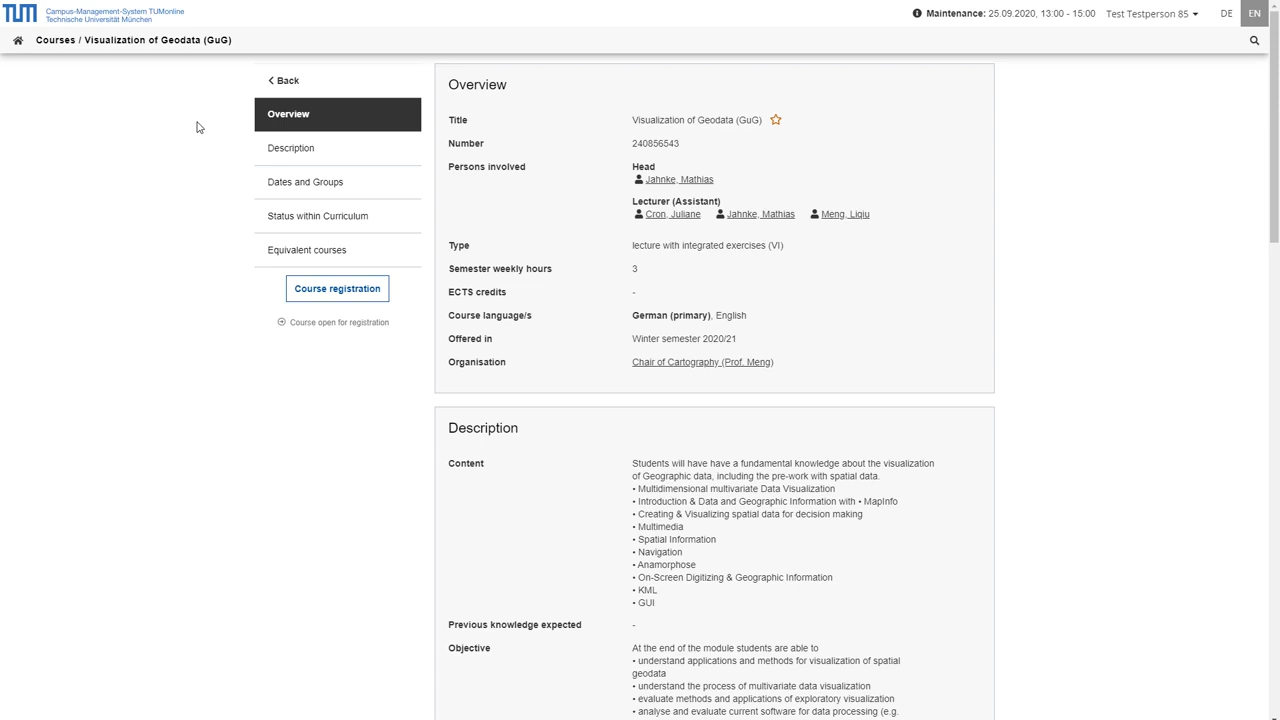 TUM Campus-Management-System TUMonline
Technische Universität München
Maintenance: 25.09.2020, 13:00 - 15:00 Test Testperson 85 DE EN
Courses / Visualization of Geodata (GuG)
Back
Overview
Description
Dates and Groups
Status within Curriculum
Equivalent courses
Course registration
Course open for registration
Overview
Title Visualization of Geodata (GuG)
Number 240856543
Persons involved Head
Jahnke, Mathias
Lecturer (Assistant)
Cron, Juliane Jahnke, Mathias Meng, Liqiu
Type lecture with integrated exercises (VI)
Semester weekly hours 3
ECTS credits -
Course language/s German (primary), English
Offered in Winter semester 2020/21
Organisation Chair of Cartography (Prof. Meng)
Description
Content Students will have have a fundamental knowledge about the visualization
of Geographic data, including the pre-work with spatial data.
• Multidimensional multivariate Data Visualization
• Introduction & Data and Geographic Information with • MapInfo
• Creating & Visualizing spatial data for decision making
• Multimedia
• Spatial Information
• Navigation
• Anamorphose
• On-Screen Digitizing & Geographic Information
• KML
• GUI
Previous knowledge expected -
Objective At the end of the module students are able to
• understand applications and methods for visualization of spatial
geodata
• understand the process of multivariate data visualization
• evaluate methods and applications of exploratory visualization
• analyse and evaluate current software for data processing (e.g.